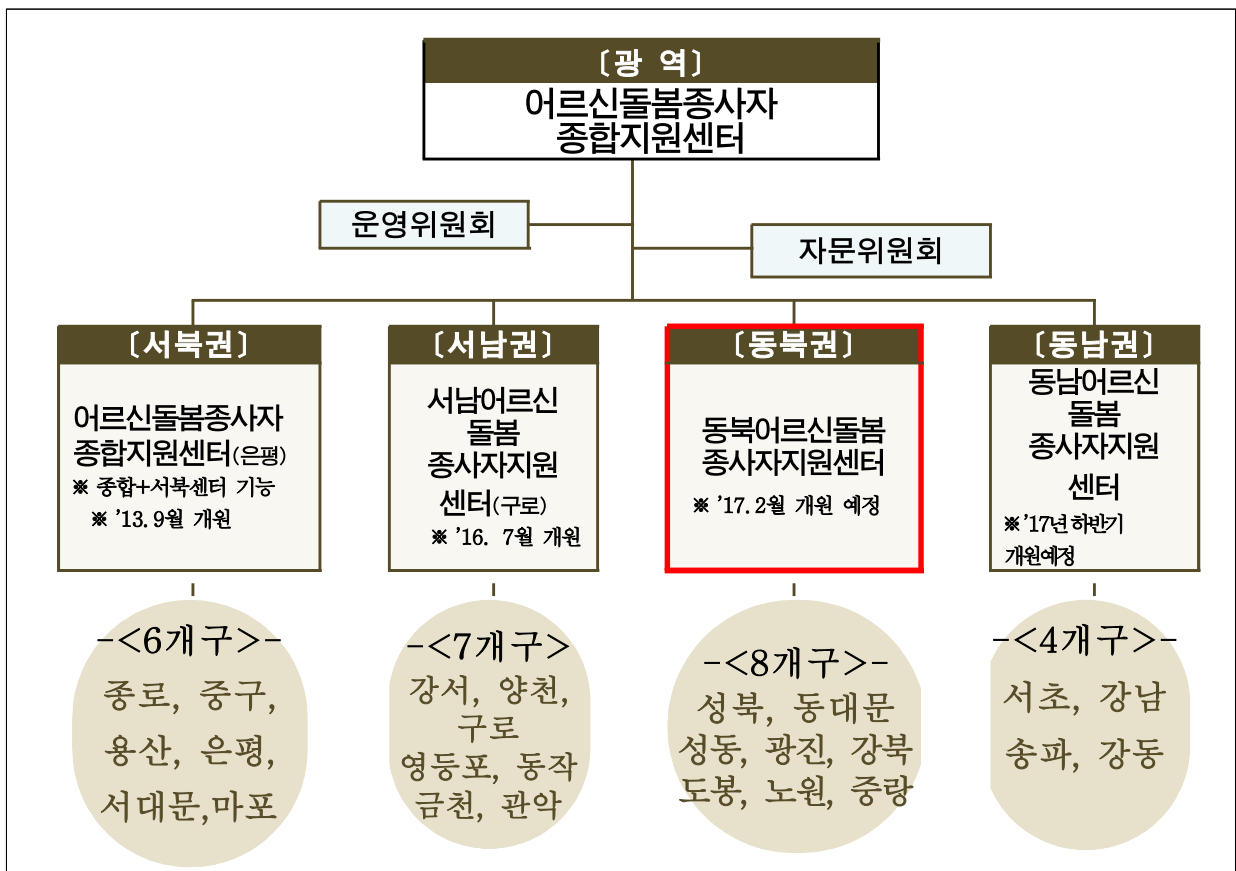 〔광 역〕
어르신돌봄종사자
종합지원센터
운영위원회
자문위원회
〔서북권〕
어르신돌봄종사자
종합지원센터(은평)
※ 종합+서북센터 기능
※ '13. 9월 개원
-<6개구>-
종로, 중구,
용산, 은평,
서대문,마포
〔서남권〕
서남어르신
돌봄
종사자지원
센터(구로)
※ '16. 7월 개원
-<7개구>
강서, 양천,
구로
영등포, 동작
금천, 관악
〔동북권〕
동북어르신돌봄
종사자지원센터
※ '17. 2월 개원 예정
-<8개구>-
성북, 동대문
성동, 광진, 강북
도봉, 노원, 중랑
〔동남권〕
동남어르신
돌봄
종사자지원
센터
※'17년 하반기
개원예정
-<4개구>-
서초, 강남
송파, 강동